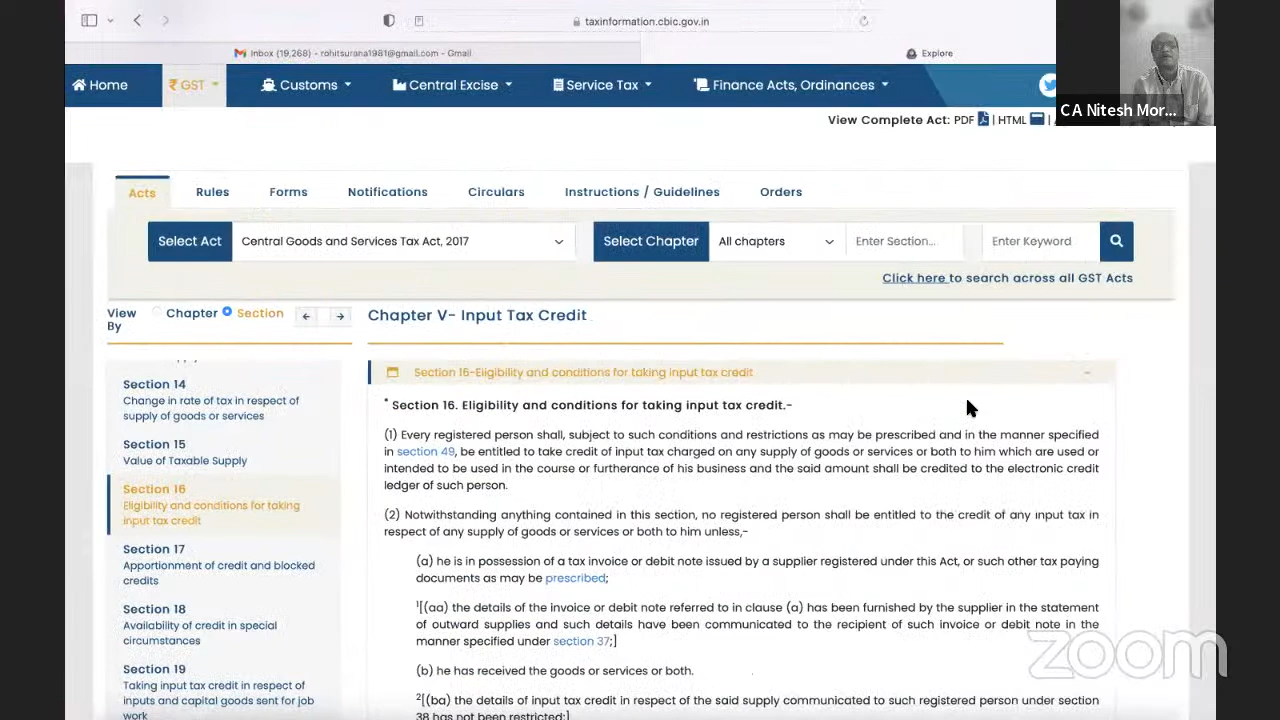 taxinformation.cbic.gov.in
Inbox (19,268) - rohitsurana1981@gmail.com - Gmail
Explore
Home
₹ GST
Customs
Central Excise
Service Tax
Finance Acts, Ordinances
C A Nitesh Mor...
View Complete Act: PDF | HTML |
Acts
Rules
Forms
Notifications
Circulars
Instructions / Guidelines
Orders
Select Act
Central Goods and Services Tax Act, 2017
Select Chapter
All chapters
Enter Section...
Enter Keyword
Click here to search across all GST Acts
View By
Chapter
Section
Chapter V- Input Tax Credit
Section 14
Change in rate of tax in respect of
supply of goods or services
Section 15
Value of Taxable Supply
Section 16
Eligibility and conditions for taking
input tax credit
Section 17
Apportionment of credit and blocked
credits
Section 18
Availability of credit in special
circumstances
Section 19
Taking input tax credit in respect of
inputs and capital goods sent for job
work
Section 16-Eligibility and conditions for taking input tax credit
* Section 16. Eligibility and conditions for taking input tax credit.-
(1) Every registered person shall, subject to such conditions and restrictions as may be prescribed and in the manner specified
in section 49, be entitled to take credit of input tax charged on any supply of goods or services or both to him which are used or
intended to be used in the course or furtherance of his business and the said amount shall be credited to the electronic credit
ledger of such person.
(2) Notwithstanding anything contained in this section, no registered person shall be entitled to the credit of any input tax in
respect of any supply of goods or services or both to him unless,-
(a) he is in possession of a tax invoice or debit note issued by a supplier registered under this Act, or such other tax paying
documents as may be prescribed;
1[(aa) the details of the invoice or debit note referred to in clause (a) has been furnished by the supplier in the statement
of outward supplies and such details have been communicated to the recipient of such invoice or debit note in the
manner specified under section 37;]
(b) he has received the goods or services or both.
2[(ba) the details of input tax credit in respect of the said supply communicated to such registered person under section
38 has not been restricted;]
zoom